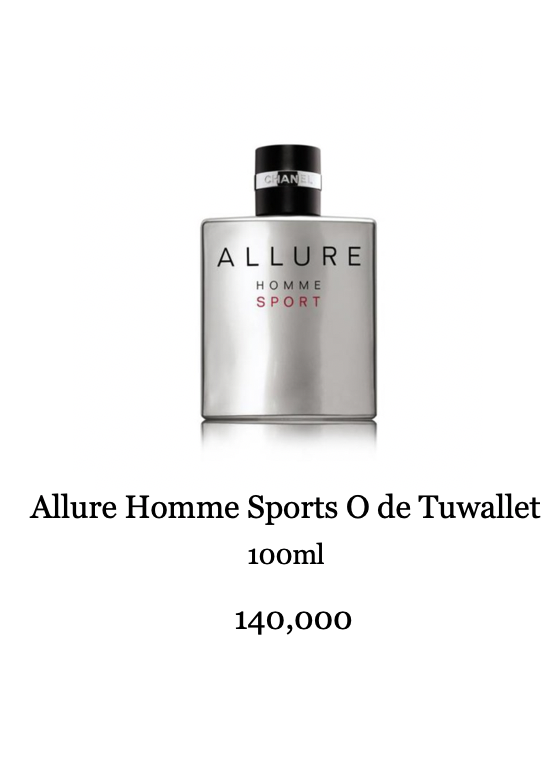 CHANEL
ALLURE
HOMME
SPORT
Allure Homme Sports O de Tuwallet
100ml
140,000